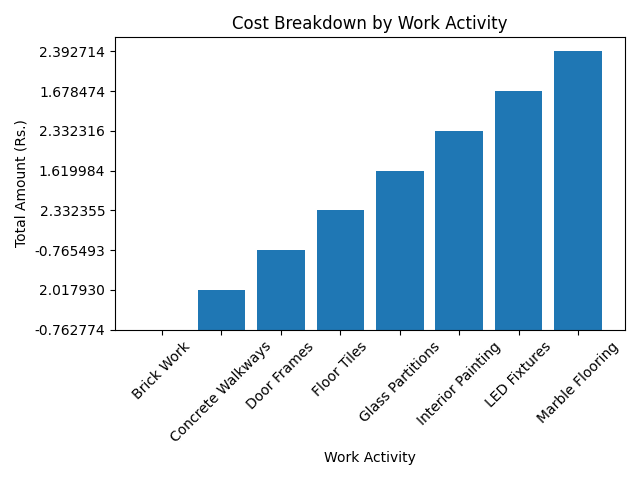 Cost Breakdown by Work Activity
Total Amount (Rs.)
2.392714
1.678474
2.332316
1.619984
2.332355
-0.765493
2.017930
-0.762774
Brick Work
Concrete Walkways
Door Frames
Floor Tiles
Glass Partitions
Interior Painting
LED Fixtures
Marble Flooring
Work Activity